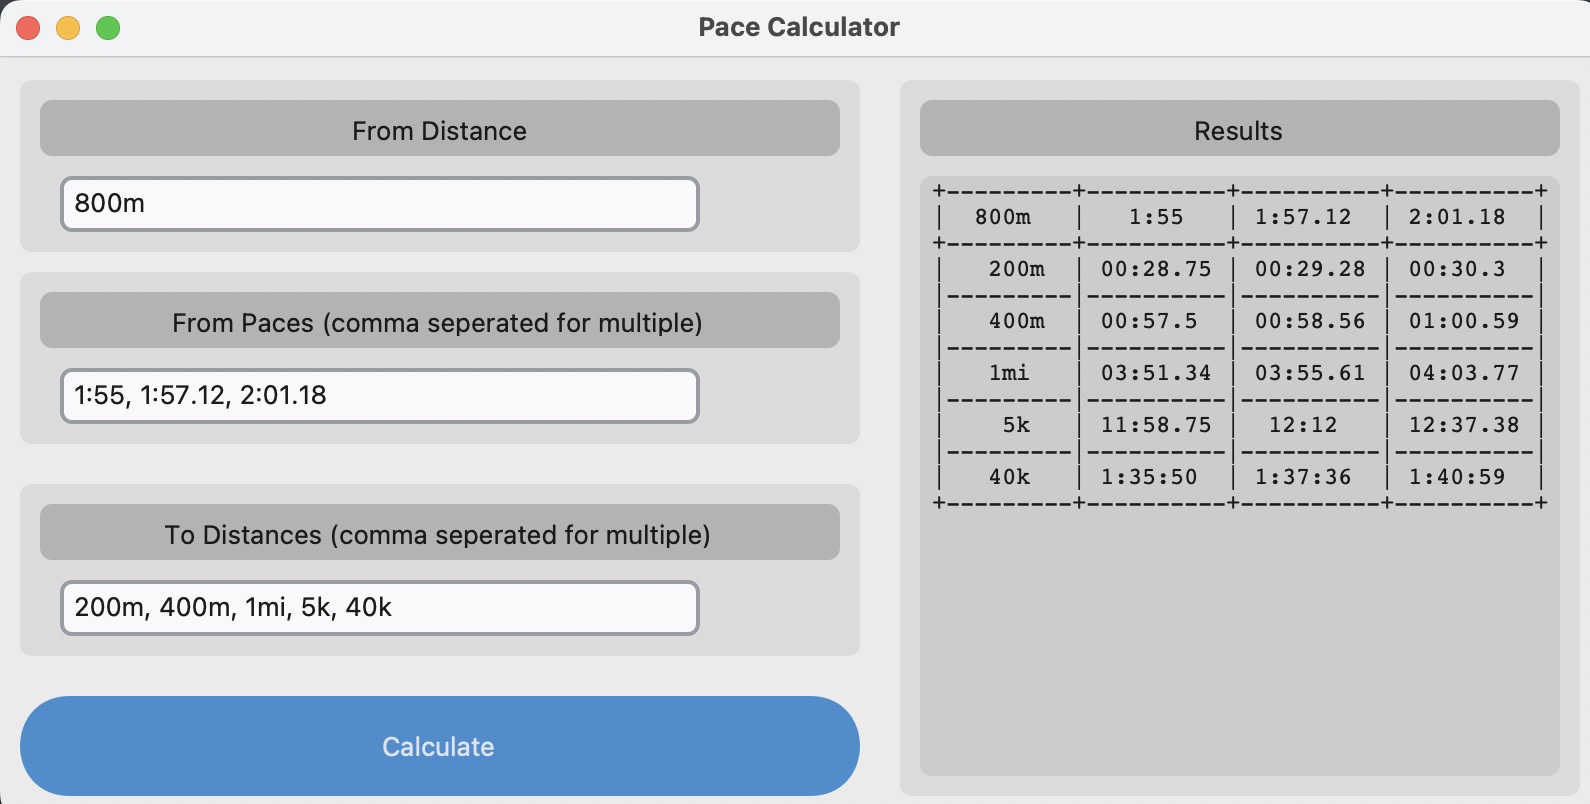 Pace Calculator
From Distance
800m
From Paces (comma seperated for multiple)
1:55, 1:57.12, 2:01.18
To Distances (comma seperated for multiple)
200m, 400m, 1mi, 5k, 40k
Calculate
Results
+---------+----------+----------+----------+
|  800m   |   1:55   | 1:57.12  | 2:01.18  |
+---------+----------+----------+----------+
|   200m  | 00:28.75 | 00:29.28 | 00:30.3  |
|---------|----------|----------|----------|
|   400m  | 00:57.5  | 00:58.56 | 01:00.59 |
|---------|----------|----------|----------|
|   1mi   | 03:51.34 | 03:55.61 | 04:03.77 |
|---------|----------|----------|----------|
|    5k   | 11:58.75 |  12:12   | 12:37.38 |
|---------|----------|----------|----------|
|   40k   | 1:35:50  | 1:37:36  | 1:40:59  |
+---------+----------+----------+----------+